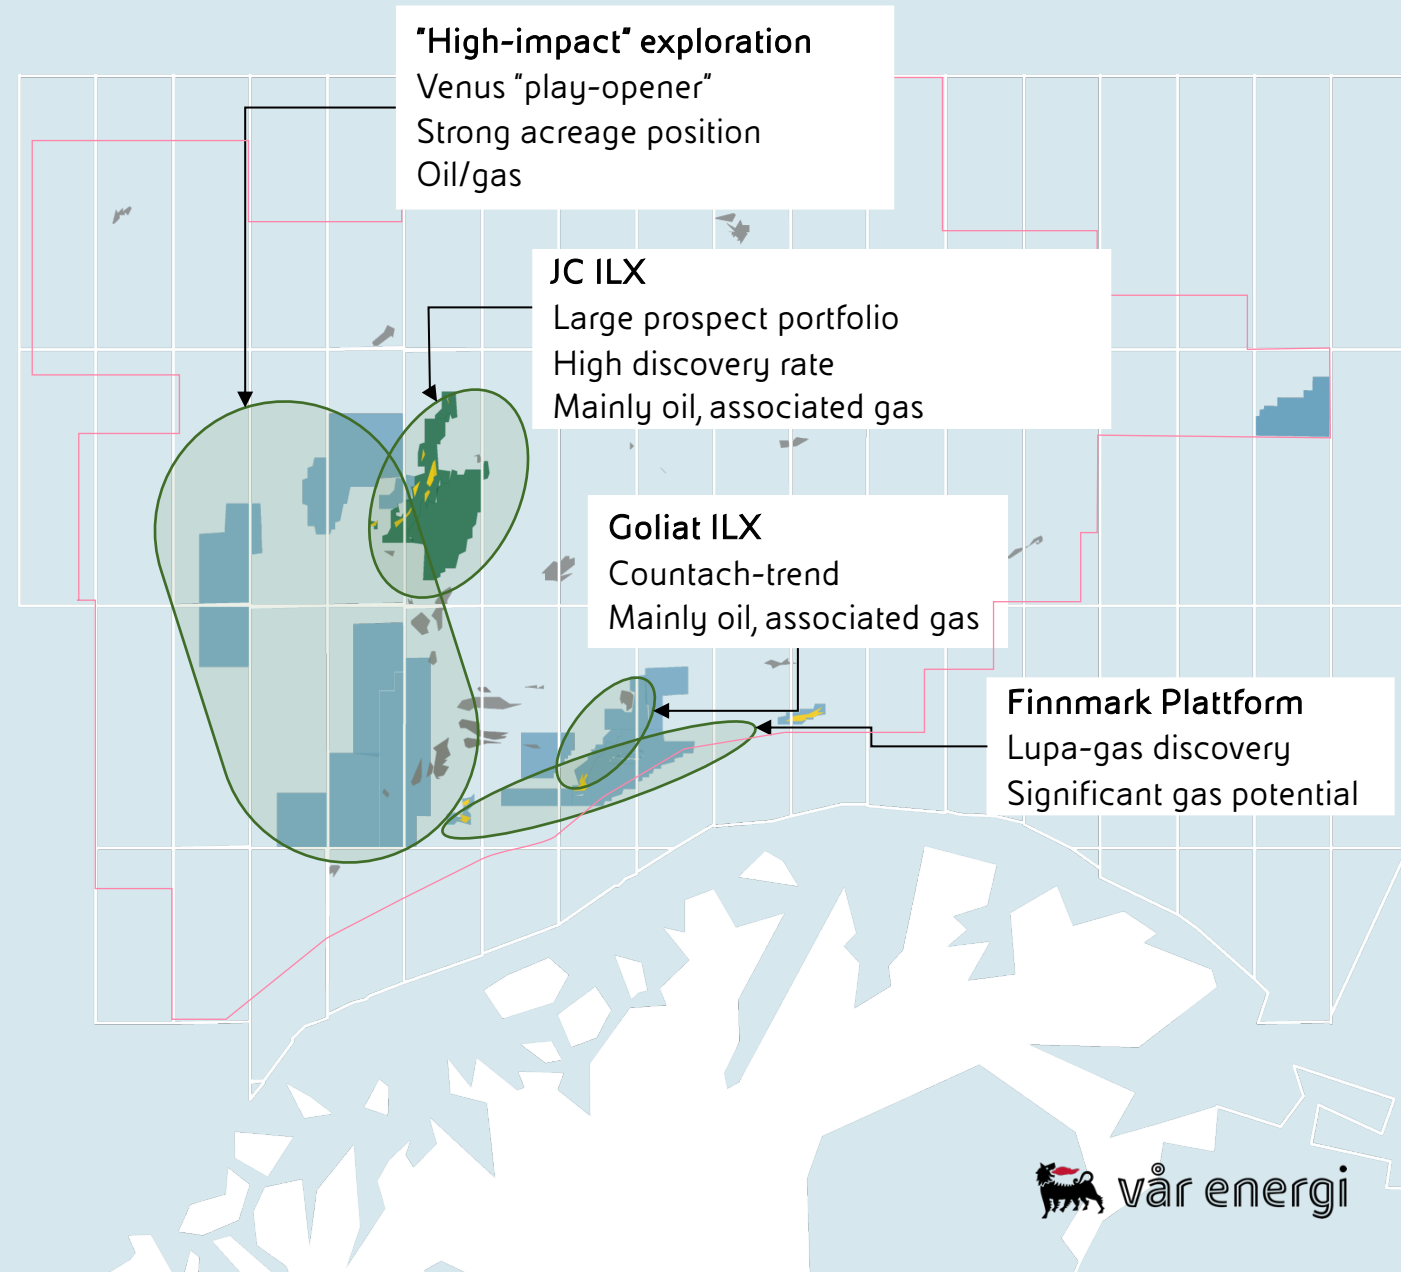 "High-impact" exploration
Venus "play-opener"
Strong acreage position
Oil/gas
JC ILX
Large prospect portfolio
High discovery rate
Mainly oil, associated gas
Goliat ILX
Countach-trend
Mainly oil, associated gas
Finnmark Plattform
Lupa-gas discovery
Significant gas potential
vår energi